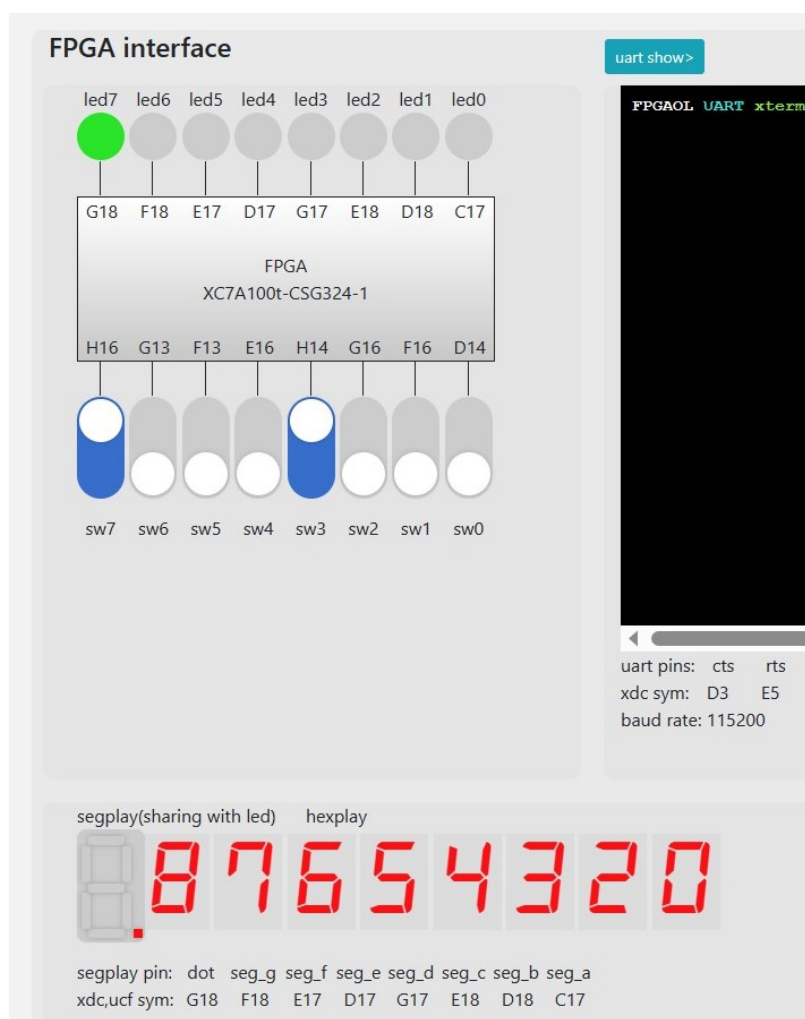 FPGA interface
uart show>
led7 led6 led5 led4 led3 led2 led1 led0
FPGAOL UART xterm
G18 F18 E17 D17 G17 E18 D18 C17
FPGA
XC7A100t-CSG324-1
H16 G13 F13 E16 H14 G16 F16 D14
sw7 sw6 sw5 sw4 sw3 sw2 sw1 sw0
uart pins: cts rts
xdc sym: D3 E5
baud rate: 115200
segplay(sharing with led) hexplay
87654320
segplay pin: dot seg_g seg_f seg_e seg_d seg_c seg_b seg_a
xdc,ucf sym: G18 F18 E17 D17 G17 E18 D18 C17